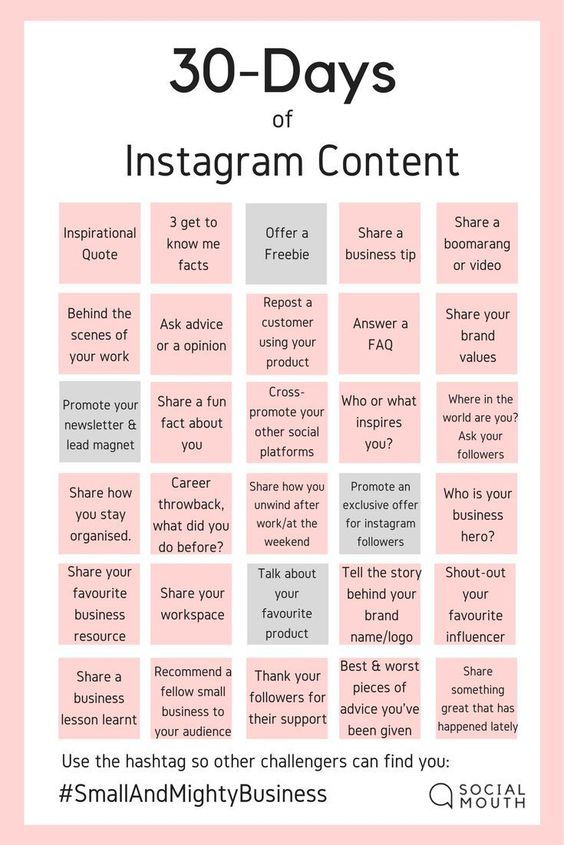 30-Days
of
Instagram Content
Inspirational
Quote
3 get to
know me
facts
Offer a
Freebie
Share a
business tip
Share a
boomarang
or video
Behind the
scenes of
your work
Ask advice
or a opinion
Repost a
customer
using your
product
Answer a
FAQ
Share your
brand
values
Promote your
newsletter &
lead magnet
Share a fun
fact about
you
Cross-
promote your
other social
platforms
Who or what
inspires
you?
Where in the
world are you?
Ask your
followers
Share how
you stay
organised.
Career
throwback,
what did you
do before?
Share how you
unwind after
work/at the
weekend
Promote an
exclusive offer
for instagram
followers
Who is your
business
hero?
Share your
favourite
business
resource
Share your
workspace
Talk about
your
favourite
product
Tell the story
behind your
brand
name/logo
Shout-out
your
favourite
influencer
Share a
business
lesson learnt
Recommend a
fellow small
business to
your audience
Thank your
followers for
their support
Best & worst
pieces of
advice you've
been given
Share
something
great that has
happened lately
Use the hashtag so other challengers can find you:
#SmallAndMightyBusiness
SOCIAL
MOUTH